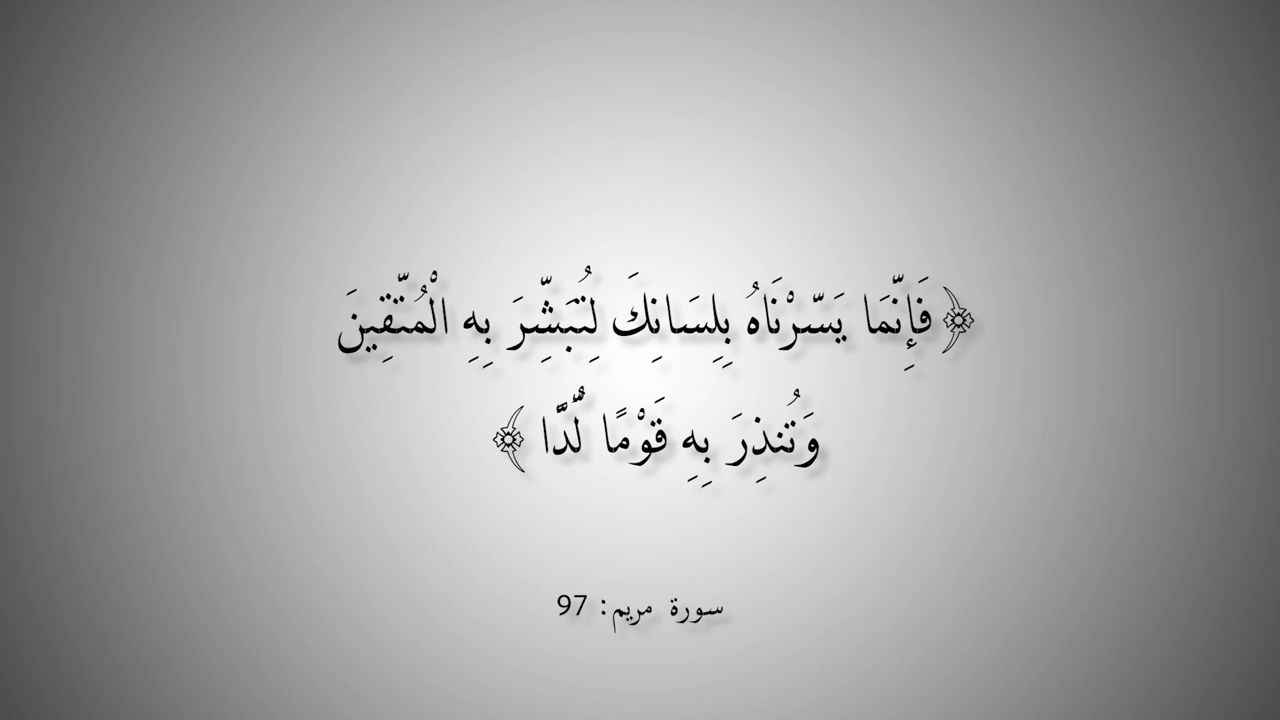 ﴿فَإِنَّمَا يَسَّرْنَاهُ بِلِسَانِكَ لِتُبَشِّرَ بِهِ الْمُتَّقِينَ
وَتُنذِرَ بِهِ قَوْمًا لُّدًّا ﴾
سورة مريم: 97